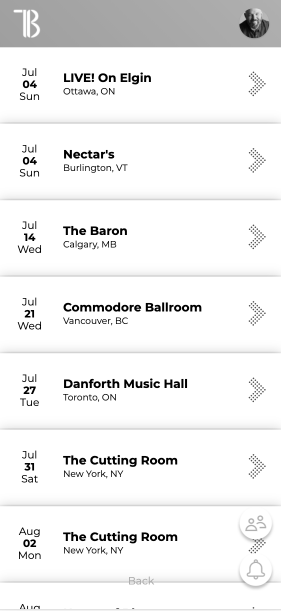 TB
Jul
04
Sun
LIVE! On Elgin
Ottawa, ON
Jul
04
Sun
Nectar's
Burlington, VT
Jul
14
Wed
The Baron
Calgary, MB
Jul
21
Wed
Commodore Ballroom
Vancouver, BC
Jul
27
Tue
Danforth Music Hall
Toronto, ON
Jul
31
Sat
The Cutting Room
New York, NY
Aug
02
Mon
The Cutting Room
New York, NY
Back
Aug